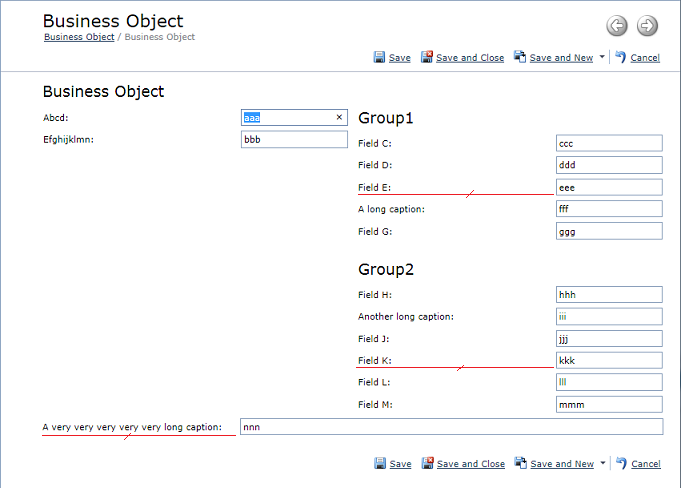 Business Object
Business Object / Business Object
Save Save and Close Save and New Cancel
Business Object
Abcd: aaa ×
Efghijklmn: bbb
Group1
Field C: ccc
Field D: ddd
Field E: eee
A long caption: fff
Field G: ggg
Group2
Field H: hhh
Another long caption: iii
Field J: jjj
Field K: kkk
Field L: lll
Field M: mmm
A very very very very very long caption: nnn
Save Save and Close Save and New Cancel